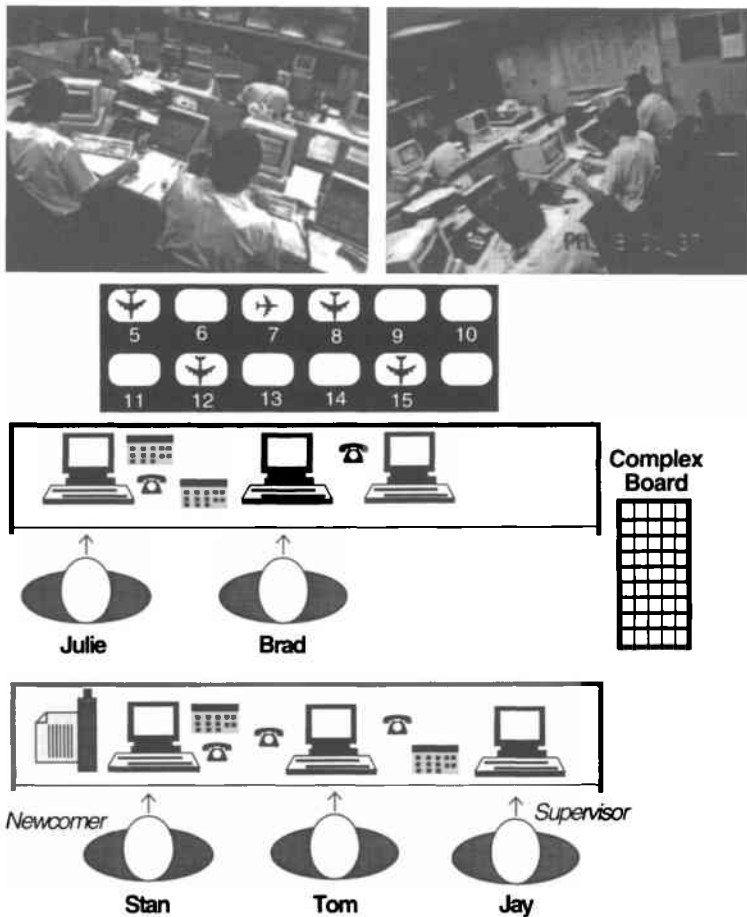 5 6 7 8 9 10
11 12 13 14 15
Complex
Board
Julie Brad
Newcomer Supervisor
Stan Tom Jay